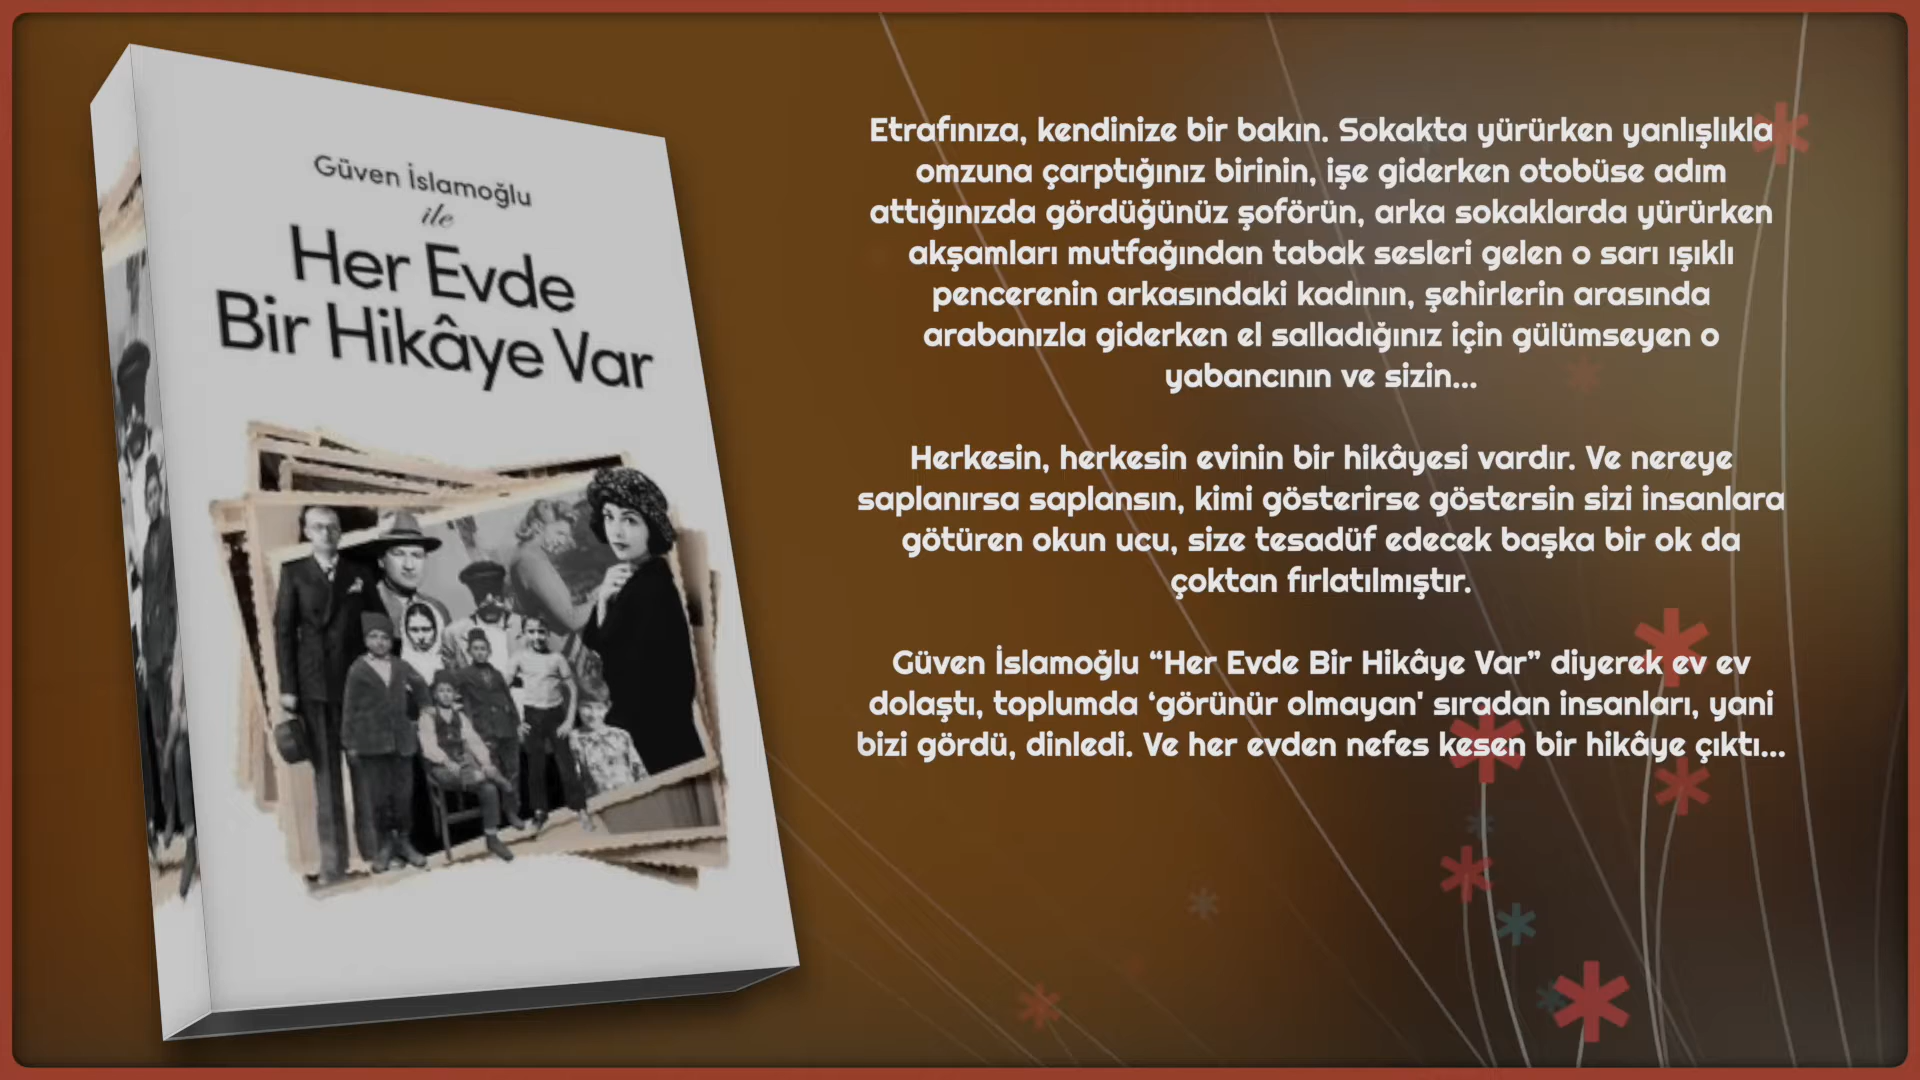 Güven İslamoğlu
ile
Her Evde
Bir Hikâye Var
Etrafınıza, kendinize bir bakın. Sokakta yürürken yanlışlıkla
omzuna çarptığınız birinin, işe giderken otobüse adım
attığınızda gördüğünüz şoförün, arka sokaklarda yürürken
akşamları mutfağından tabak sesleri gelen o sarı ışıklı
pencerenin arkasındaki kadının, şehirlerin arasında
arabanızla giderken el salladığınız için gülümseyen o
yabancının ve sizin...
Herkesin, herkesin evinin bir hikâyesi vardır. Ve nereye
saplanırsa saplansın, kimi gösterirse göstersin sizi insanlara
götüren okun ucu, size tesadüf edecek başka bir ok da
çoktan fırlatılmıştır.
Güven İslamoğlu “Her Evde Bir Hikâye Var” diyerek ev ev
dolaştı, toplumda ‘görünür olmayan' sıradan insanları, yani
bizi gördü, dinledi. Ve her evden nefes kesen bir hikâye çıktı...